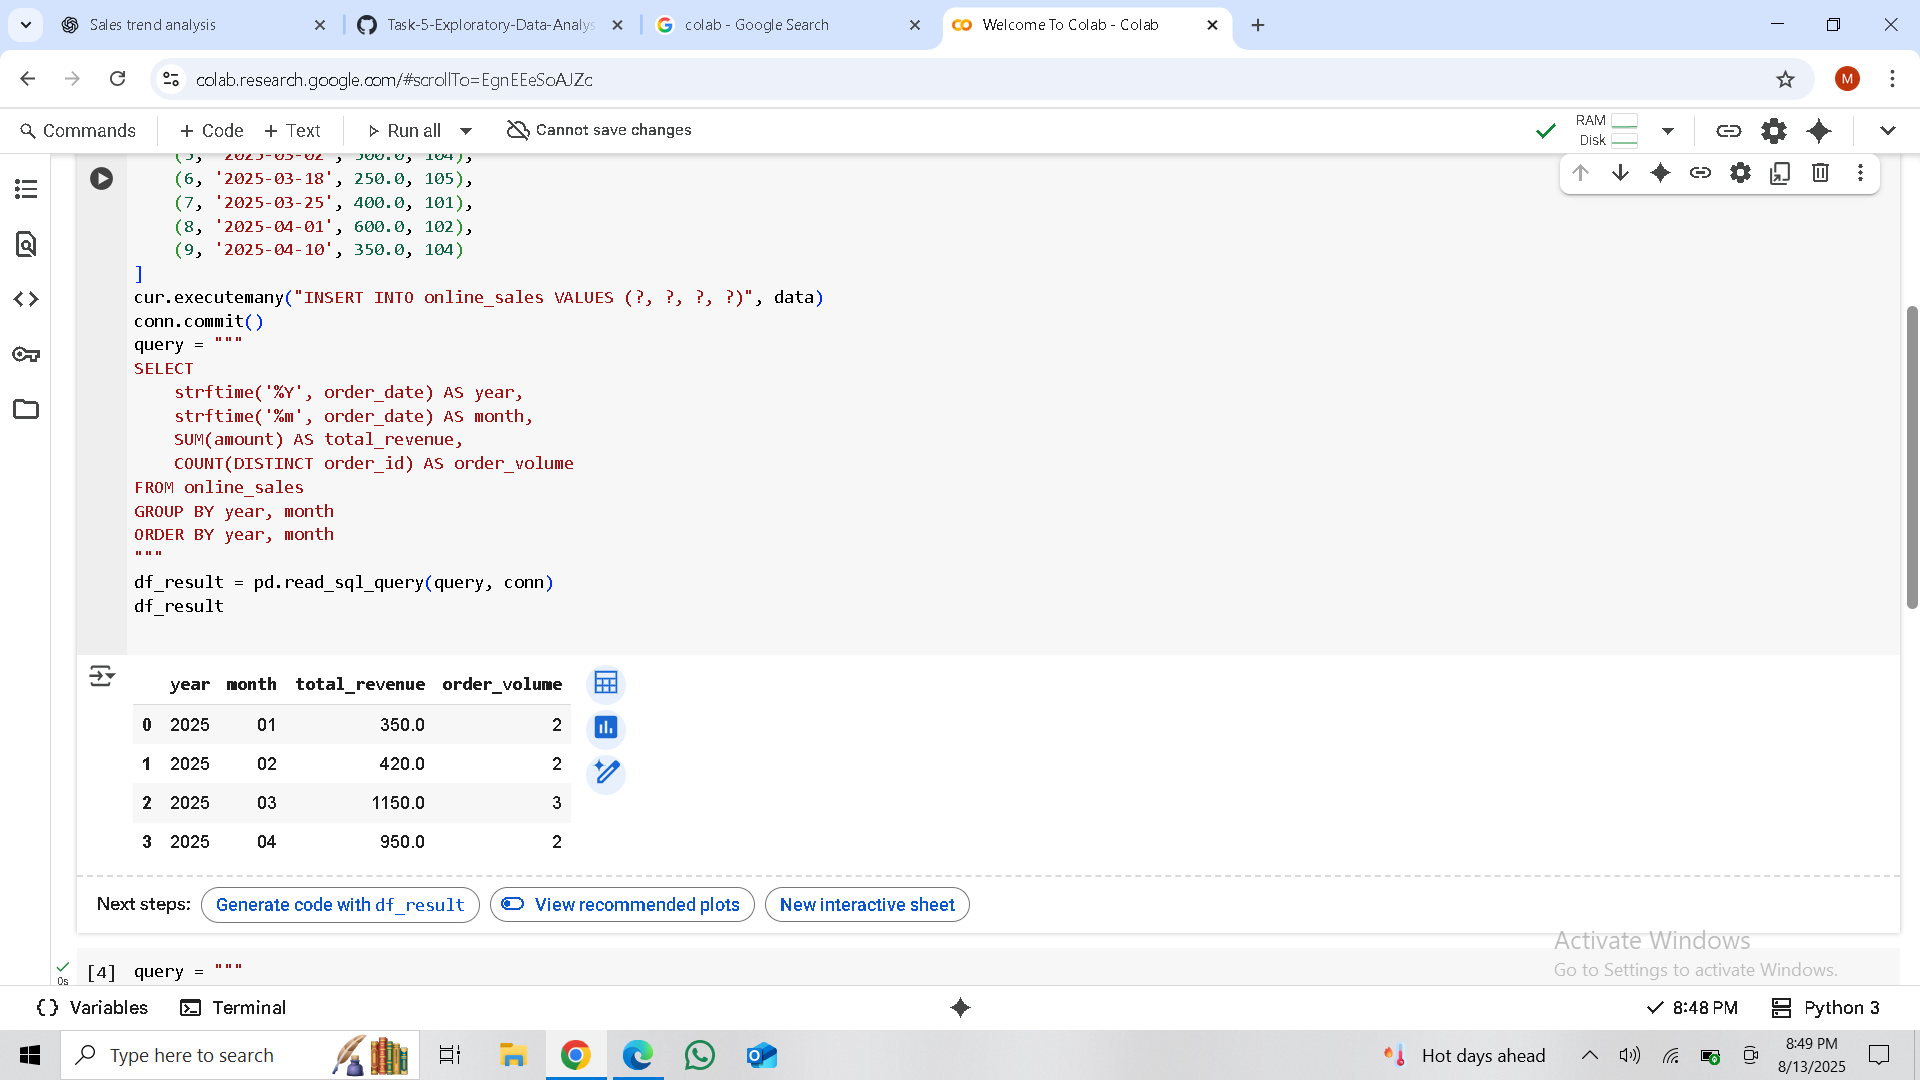 Sales trend analysis
Task-5-Exploratory-Data-Analys
colab - Google Search
Welcome To Colab - Colab
colab.research.google.com/#scrollTo=EgnEEeSoAJZc
M
Commands
+ Code
+ Text
Run all
Cannot save changes
RAM
Disk
(5, '2025-03-02', 500.0, 104),
(6, '2025-03-18', 250.0, 105),
(7, '2025-03-25', 400.0, 101),
(8, '2025-04-01', 600.0, 102),
(9, '2025-04-10', 350.0, 104)
]
cur.executemany("INSERT INTO online_sales VALUES (?, ?, ?, ?)", data)
conn.commit()
query = """
SELECT
    strftime('%Y', order_date) AS year,
    strftime('%m', order_date) AS month,
    SUM(amount) AS total_revenue,
    COUNT(DISTINCT order_id) AS order_volume
FROM online_sales
GROUP BY year, month
ORDER BY year, month
"""
df_result = pd.read_sql_query(query, conn)
df_result
year month total_revenue order_volume
0 2025 01 350.0 2
1 2025 02 420.0 2
2 2025 03 1150.0 3
3 2025 04 950.0 2
Next steps: Generate code with df_result View recommended plots New interactive sheet
Activate Windows
Go to Settings to activate Windows.
0s
[4] query = """
{} Variables
Terminal
8:48 PM
Python 3
Type here to search
Hot days ahead
8:49 PM
8/13/2025